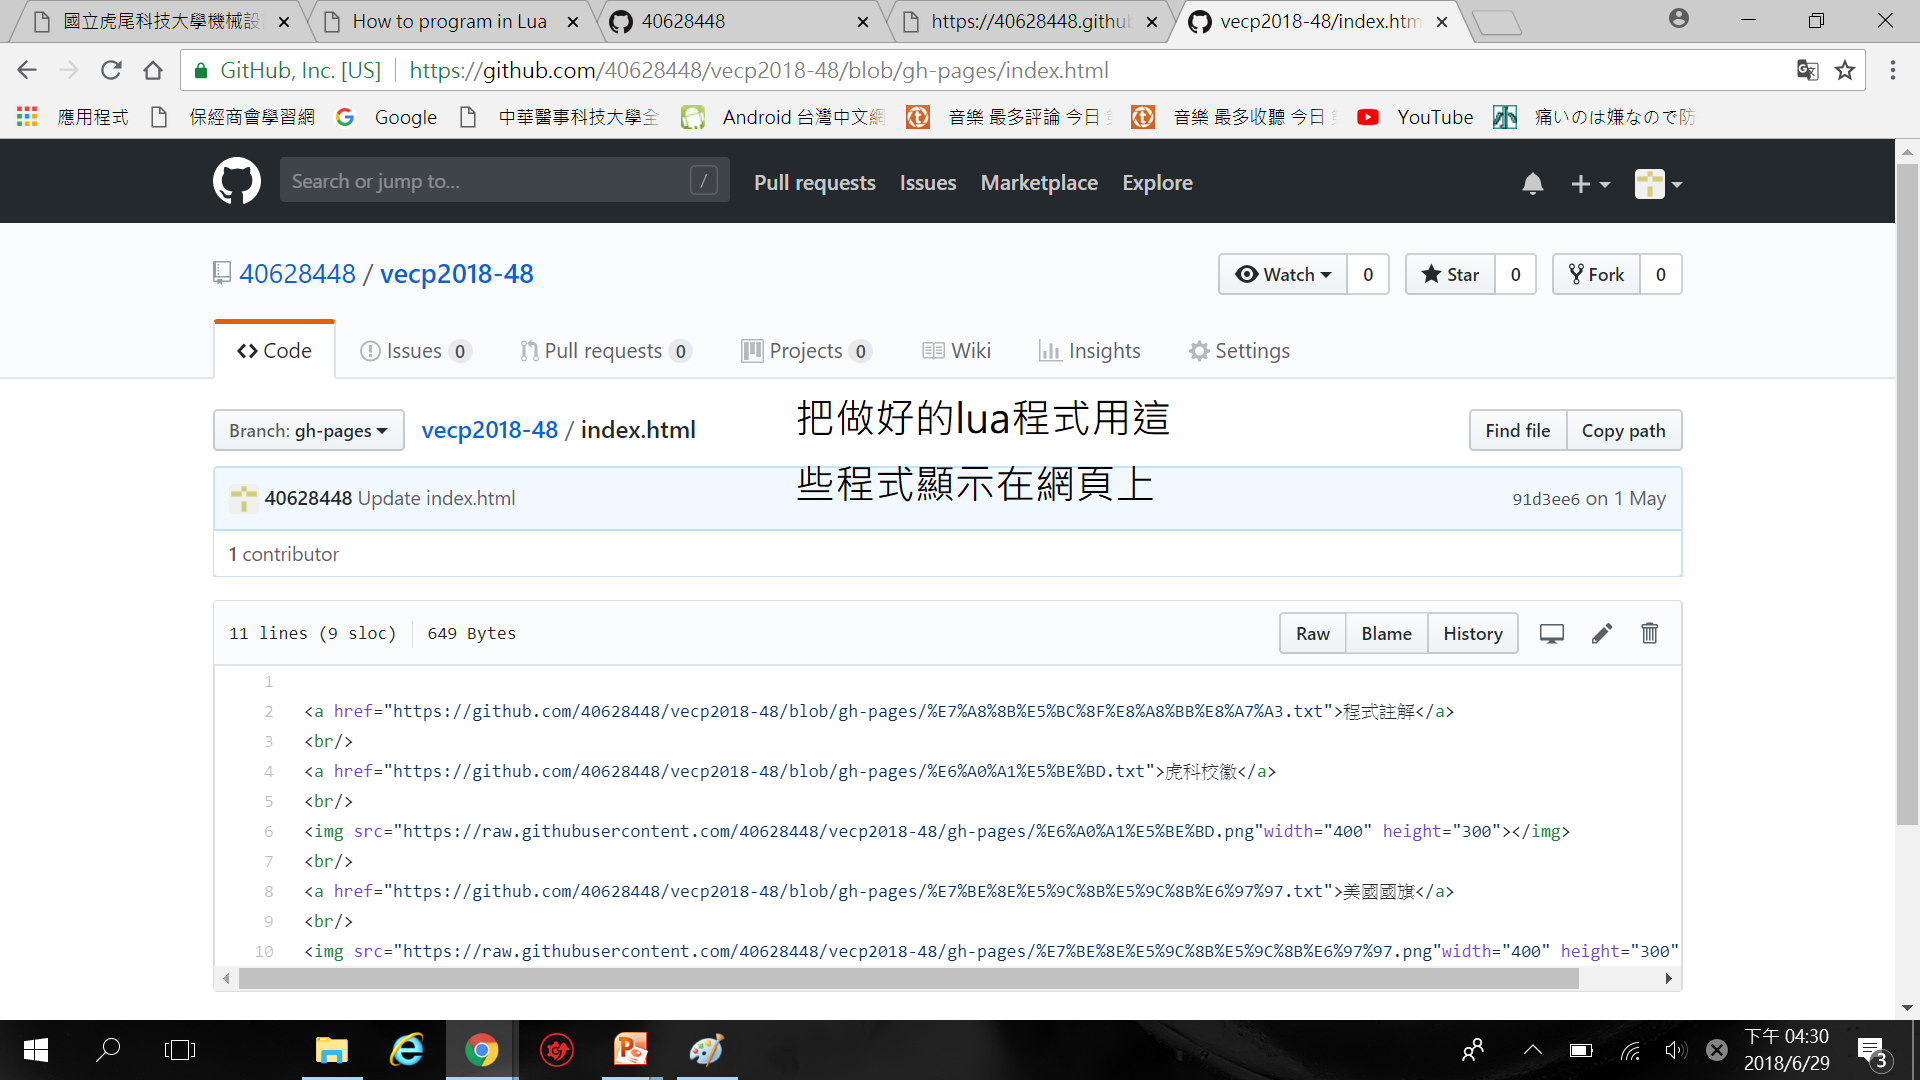 國立虎尾科技大學機械設
How to program in Lua
40628448
https://40628448.github
vecp2018-48/index.htm
GitHub, Inc. [US]
https://github.com/40628448/vecp2018-48/blob/gh-pages/index.html
應用程式
保經商會學習網
Google
中華醫事科技大學全
Android 台灣中文網
音樂 最多評論 今日
音樂 最多收聽 今日
YouTube
痛いのは嫌なので防
Search or jump to...
/
Pull requests
Issues
Marketplace
Explore
40628448 / vecp2018-48
Watch 0
Star 0
Fork 0
Code
Issues 0
Pull requests 0
Projects 0
Wiki
Insights
Settings
Branch: gh-pages
vecp2018-48 / index.html
把做好的lua程式用這
些程式顯示在網頁上
Find file
Copy path
40628448 Update index.html
91d3ee6 on 1 May
1 contributor
11 lines (9 sloc)
649 Bytes
Raw
Blame
History
1
2 <a href="https://github.com/40628448/vecp2018-48/blob/gh-pages/%E7%A8%8B%E5%BC%8F%E8%A8%BB%E8%A7%A3.txt">程式註解</a>
3 <br/>
4 <a href="https://github.com/40628448/vecp2018-48/blob/gh-pages/%E6%A0%A1%E5%BE%BD.txt">虎科校徽</a>
5 <br/>
6 <img src="https://raw.githubusercontent.com/40628448/vecp2018-48/gh-pages/%E6%A0%A1%E5%BE%BD.png"width="400" height="300"></img>
7 <br/>
8 <a href="https://github.com/40628448/vecp2018-48/blob/gh-pages/%E7%BE%8E%E5%9C%8B%E5%9C%8B%E6%97%97.txt">美國國旗</a>
9 <br/>
10 <img src="https://raw.githubusercontent.com/40628448/vecp2018-48/gh-pages/%E7%BE%8E%E5%9C%8B%E5%9C%8B%E6%97%97.png"width="400" height="300"
下午 04:30
2018/6/29
3